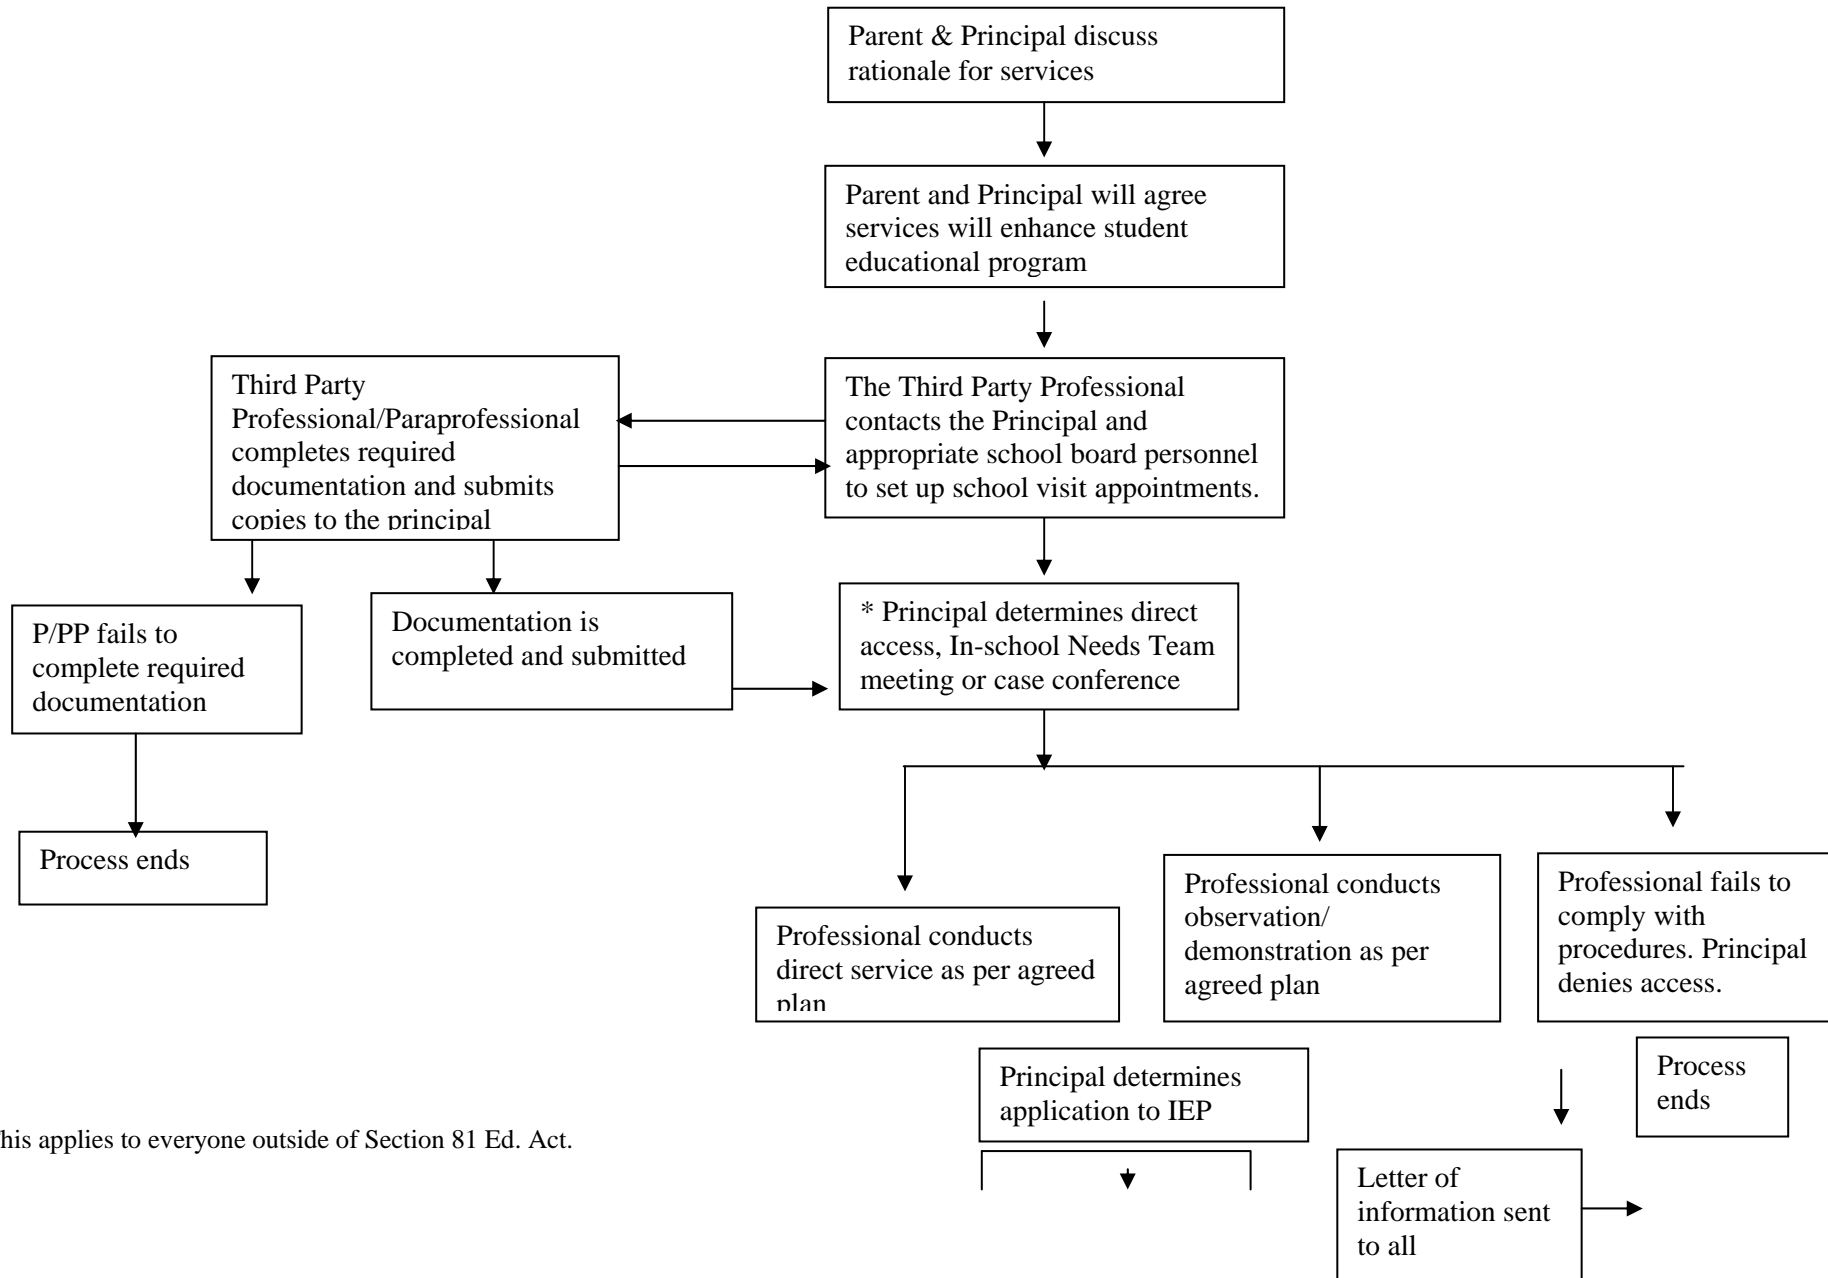 Parent & Principal discuss
rationale for services
Parent and Principal will agree
services will enhance student
educational program
Third Party
Professional/Paraprofessional
completes required
documentation and submits
copies to the principal
The Third Party Professional
contacts the Principal and
appropriate school board personnel
to set up school visit appointments.
P/PP fails to
complete required
documentation
Documentation is
completed and submitted
* Principal determines direct
access, In-school Needs Team
meeting or case conference
Process ends
Professional conducts
direct service as per agreed
plan
Professional conducts
observation/
demonstration as per
agreed plan
Professional fails to
comply with
procedures. Principal
denies access.
Principal determines
application to IEP
Process
ends
his applies to everyone outside of Section 81 Ed. Act.
Letter of
information sent
to all